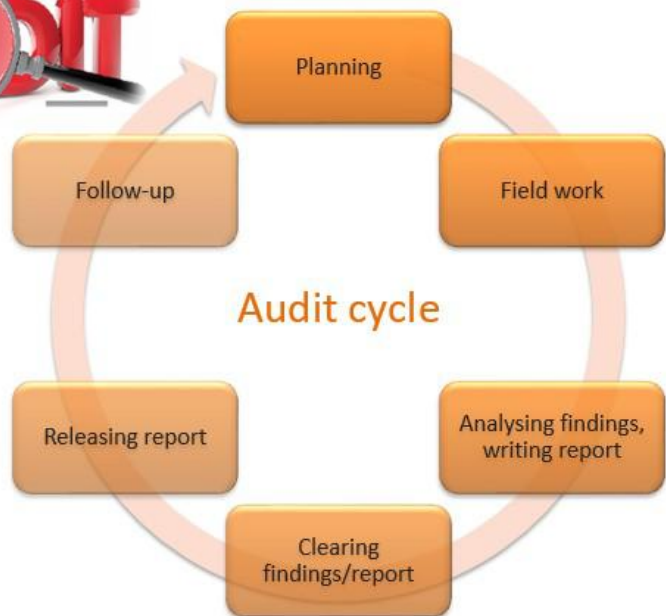 Planning
Field work
Analysing findings,
writing report
Clearing
findings/report
Releasing report
Follow-up
Audit cycle